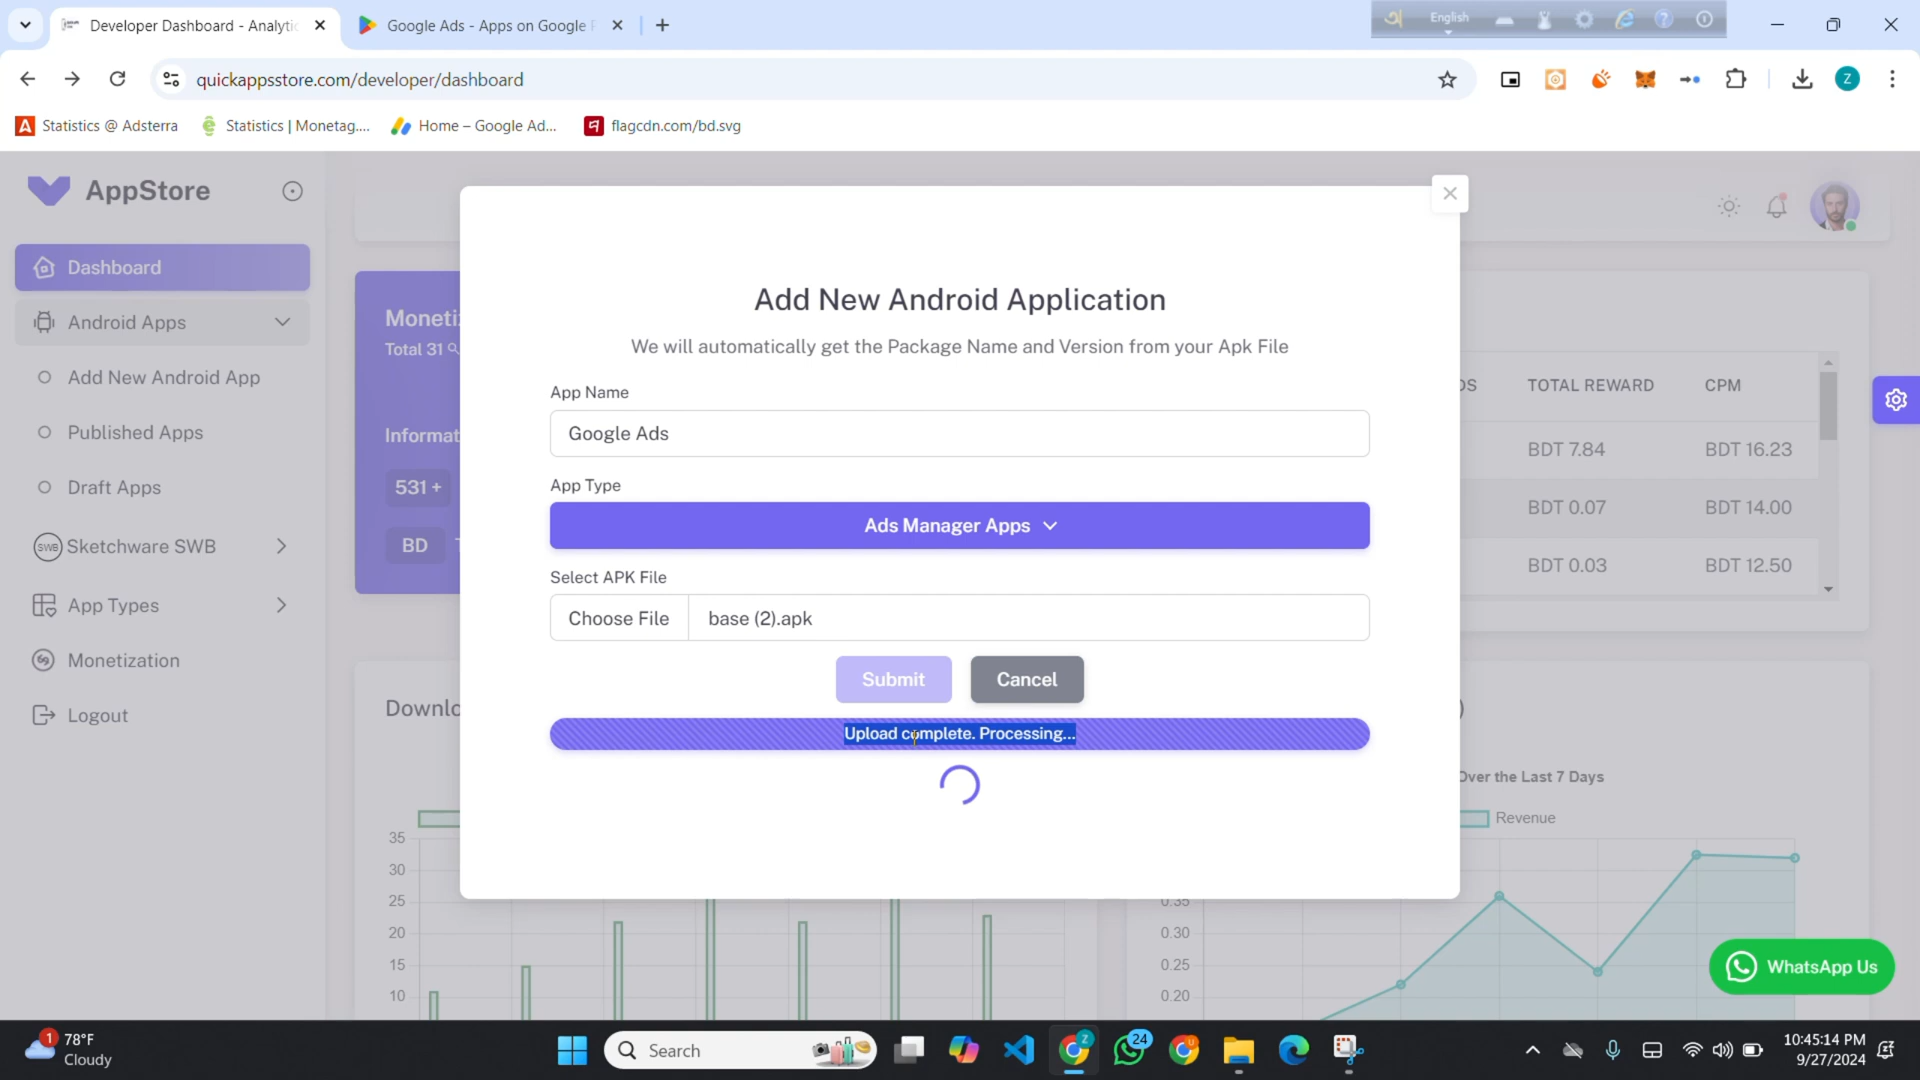 Developer Dashboard - Analytic
Google Ads - Apps on Google P
English
quickappsstore.com/developer/dashboard
Z
Statistics @ Adsterra
Statistics | Monetag....
Home – Google Ad...
flagcdn.com/bd.svg
AppStore
Dashboard
Android Apps
Add New Android App
Published Apps
Draft Apps
SWB
Sketchware SWB
App Types
Monetization
Logout
Total 31
531 +
BD
Add New Android Application
We will automatically get the Package Name and Version from your Apk File
App Name
Google Ads
App Type
Ads Manager Apps
Select APK File
Choose File
base (2).apk
Submit
Cancel
Upload complete. Processing...
TOTAL REWARD
CPM
BDT 7.84
BDT 16.23
BDT 0.07
BDT 14.00
BDT 0.03
BDT 12.50
Over the Last 7 Days
Revenue
35
30
25
20
15
10
0.35
0.30
0.25
0.20
WhatsApp Us
1
78°F
Cloudy
Search
Z
24
10:45:14 PM
9/27/2024